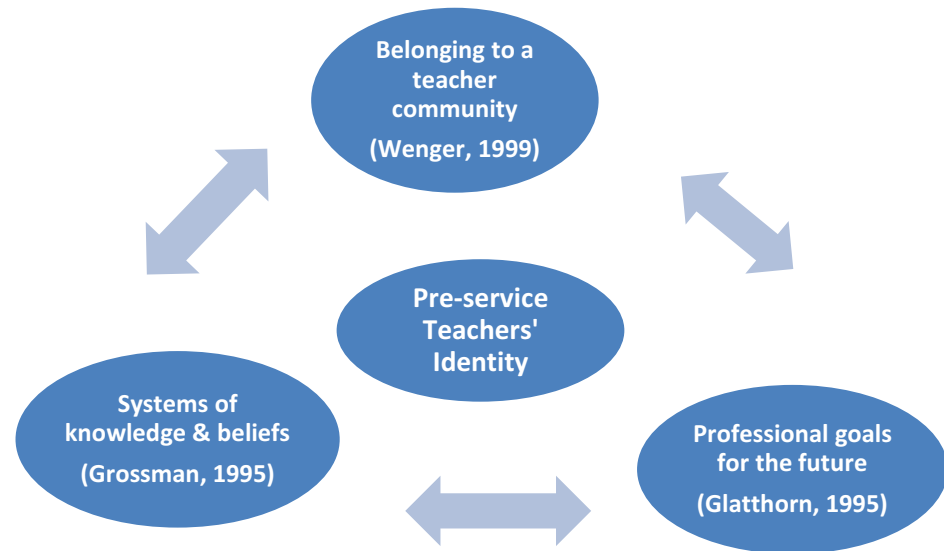 Belonging to a
teacher
community
(Wenger, 1999)
Pre-service
Teachers'
Identity
Systems of
knowledge & beliefs
(Grossman, 1995)
Professional goals
for the future
(Glatthorn, 1995)